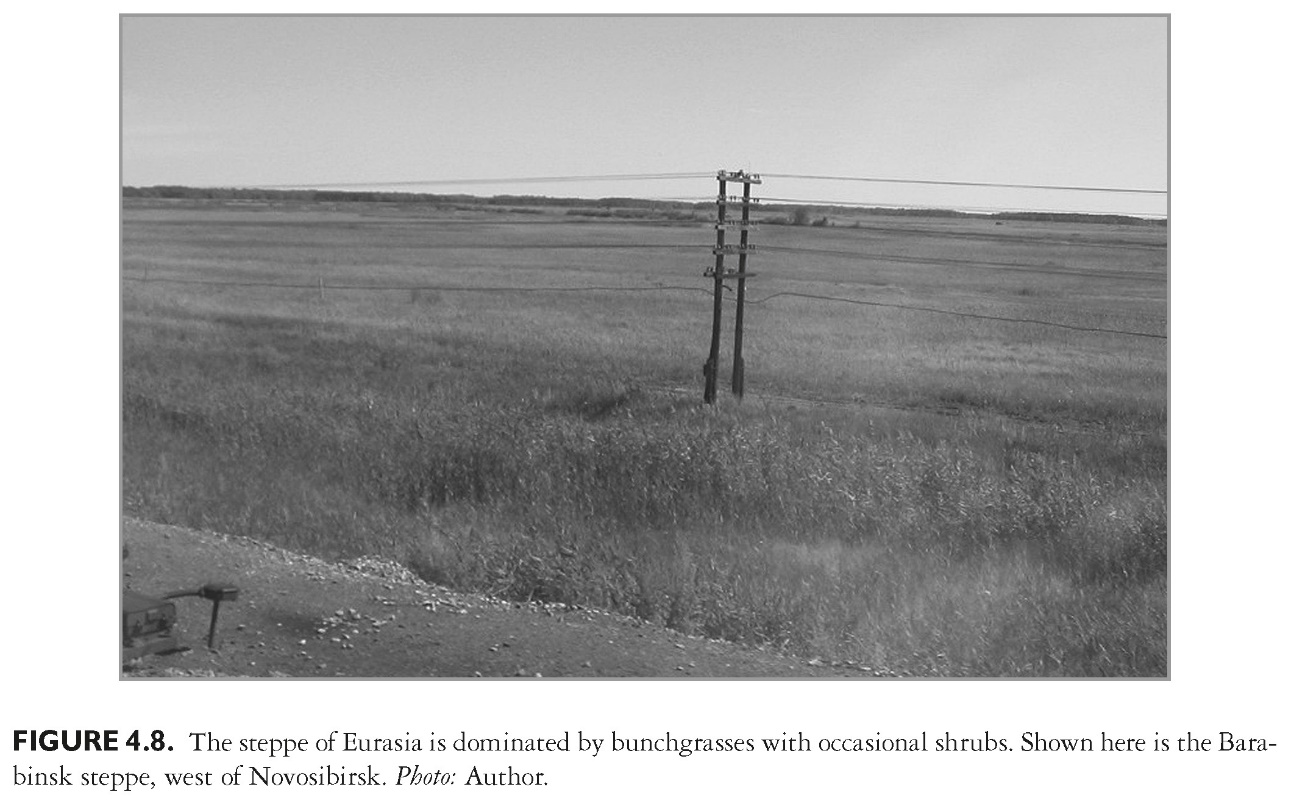 FIGURE 4.8. The steppe of Eurasia is dominated by bunchgrasses with occasional shrubs. Shown here is the Bara-
binsk steppe, west of Novosibirsk. Photo: Author.